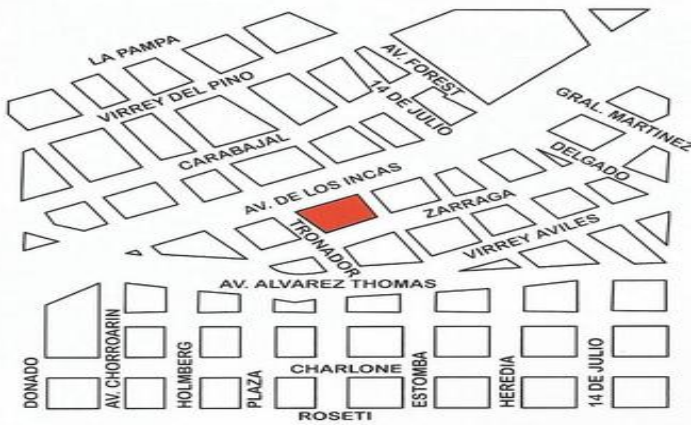 LA PAMPA
AV. FOREST
VIRREY DEL PINO
14 DE JULIO
GRAL. MARTINEZ
CARABAJAL
DELGADO
AV. DE LOS INCAS
ZARRAGA
TRONADOR
VIRREY AVILES
AV. ALVAREZ THOMAS
DONADO
AV. CHORROARIN
HOLMBERG
PLAZA
CHARLONE
ESTOMBA
HEREDIA
14 DE JULIO
ROSETI